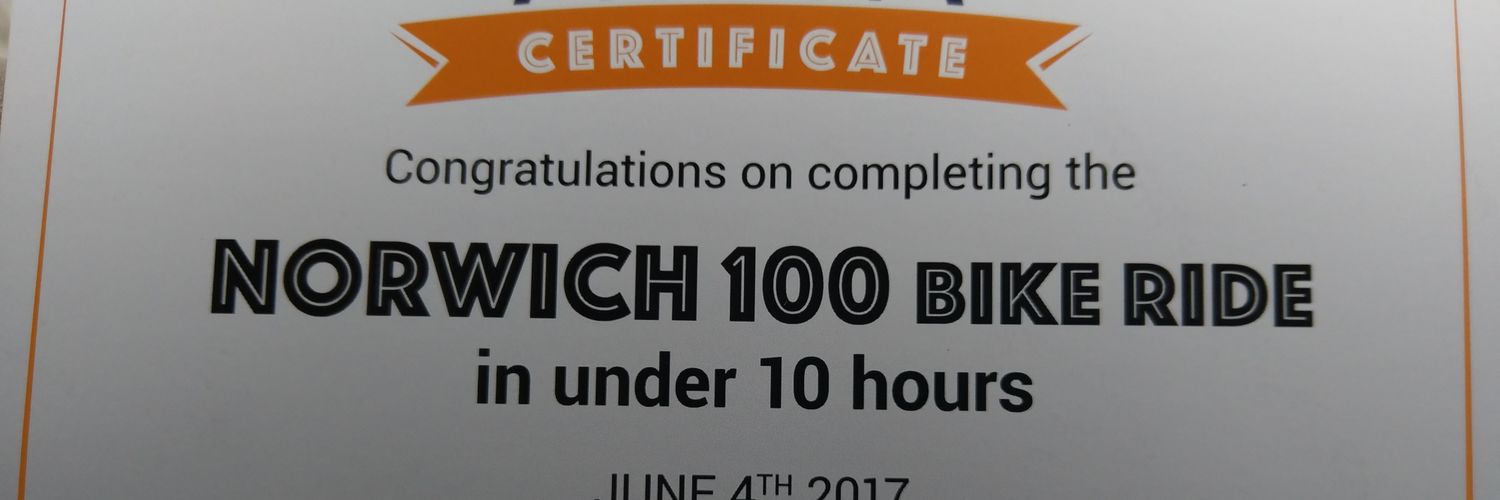 CERTIFICATE
Congratulations on completing the
NORWICH 100 BIKE RIDE
in under 10 hours
JUNE 4TH 2017